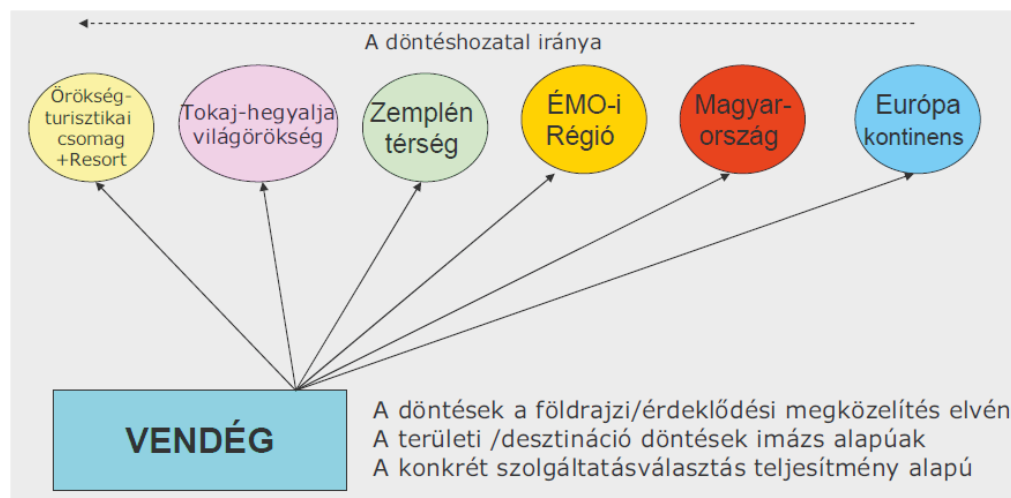 A döntéshozatal iránya
Örökség-
turisztikai
csomag
+Resort
Tokaj-hegyalja
világörökség
Zemplén
térség
ÉMO-i
Régió
Magyar-
ország
Európa
kontinens
VENDÉG
A döntések a földrajzi/érdeklődési megközelítés elvén
A területi /desztináció döntések imázs alapúak
A konkrét szolgáltatásválasztás teljesítmény alapú